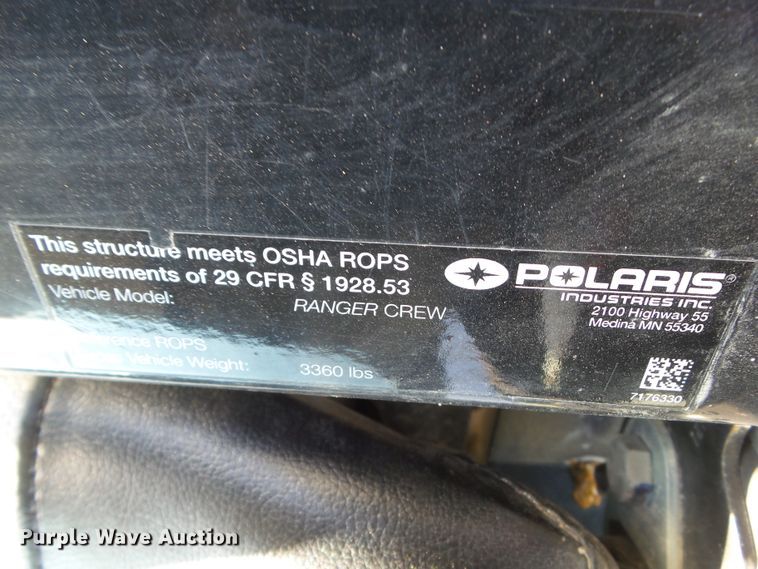 This structure meets OSHA ROPS
requirements of 29 CFR § 1928.53
Vehicle Model:
RANGER CREW
ROPS
Vehicle Weight:
3360 lbs
POLARIS®
INDUSTRIES INC.
2100 Highway 55
Medina MN 55340
7176330
Purple Wave Auction